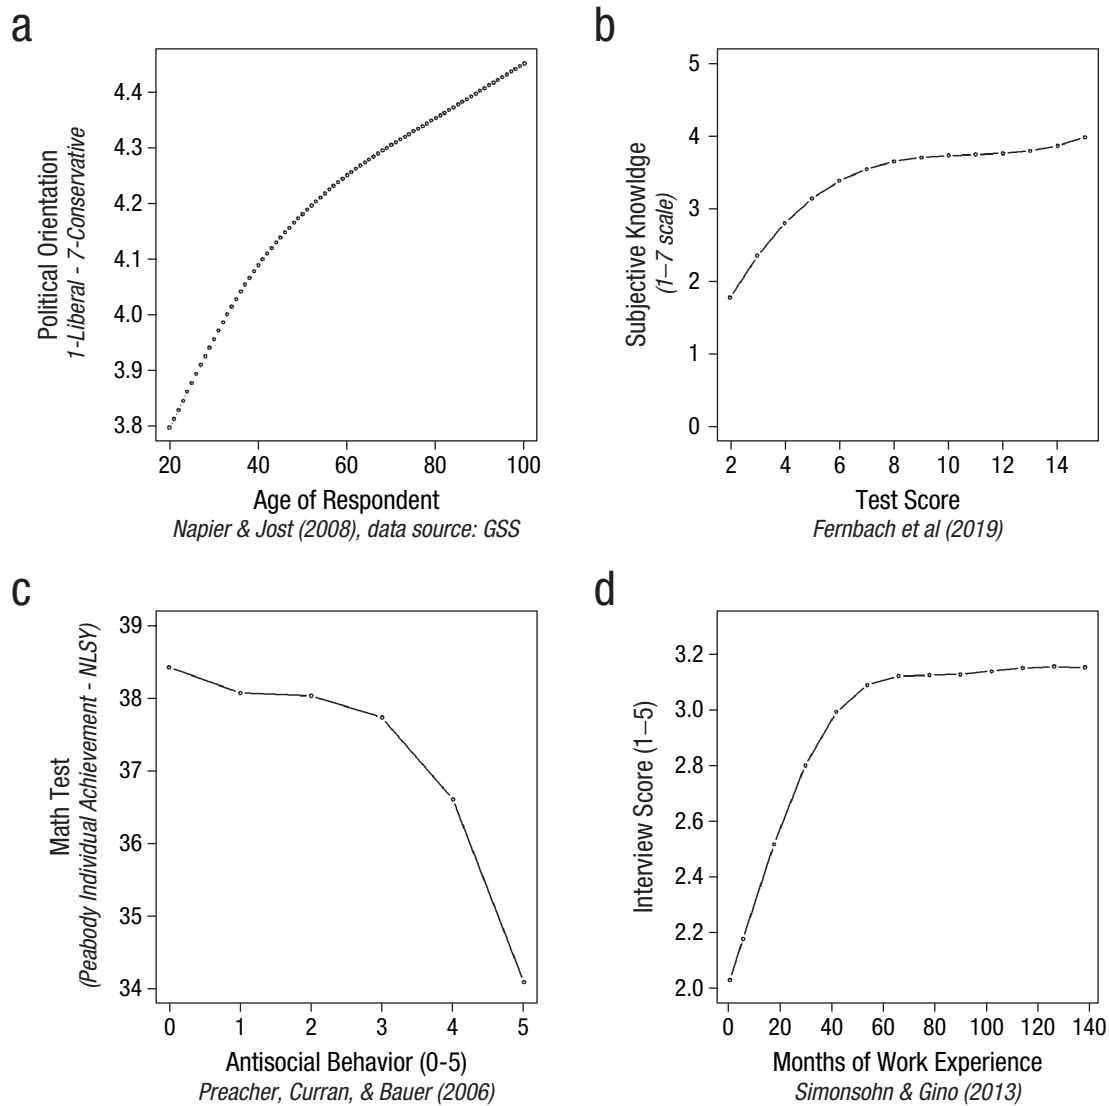 a
4.4
4.3
4.2
4.1
4.0
3.9
3.8
Political Orientation
1-Liberal - 7-Conservative
20 40 60 80 100
Age of Respondent
Napier & Jost (2008), data source: GSS
b
5
4
3
2
1
0
Subjective Knowldge
(1–7 scale)
2 4 6 8 10 12 14
Test Score
Fernbach et al (2019)
c
39
38
37
36
35
34
Math Test
(Peabody Individual Achievement - NLSY)
0 1 2 3 4 5
Antisocial Behavior (0-5)
Preacher, Curran, & Bauer (2006)
d
3.2
3.0
2.8
2.6
2.4
2.2
2.0
Interview Score (1–5)
0 20 40 60 80 100 120 140
Months of Work Experience
Simonsohn & Gino (2013)